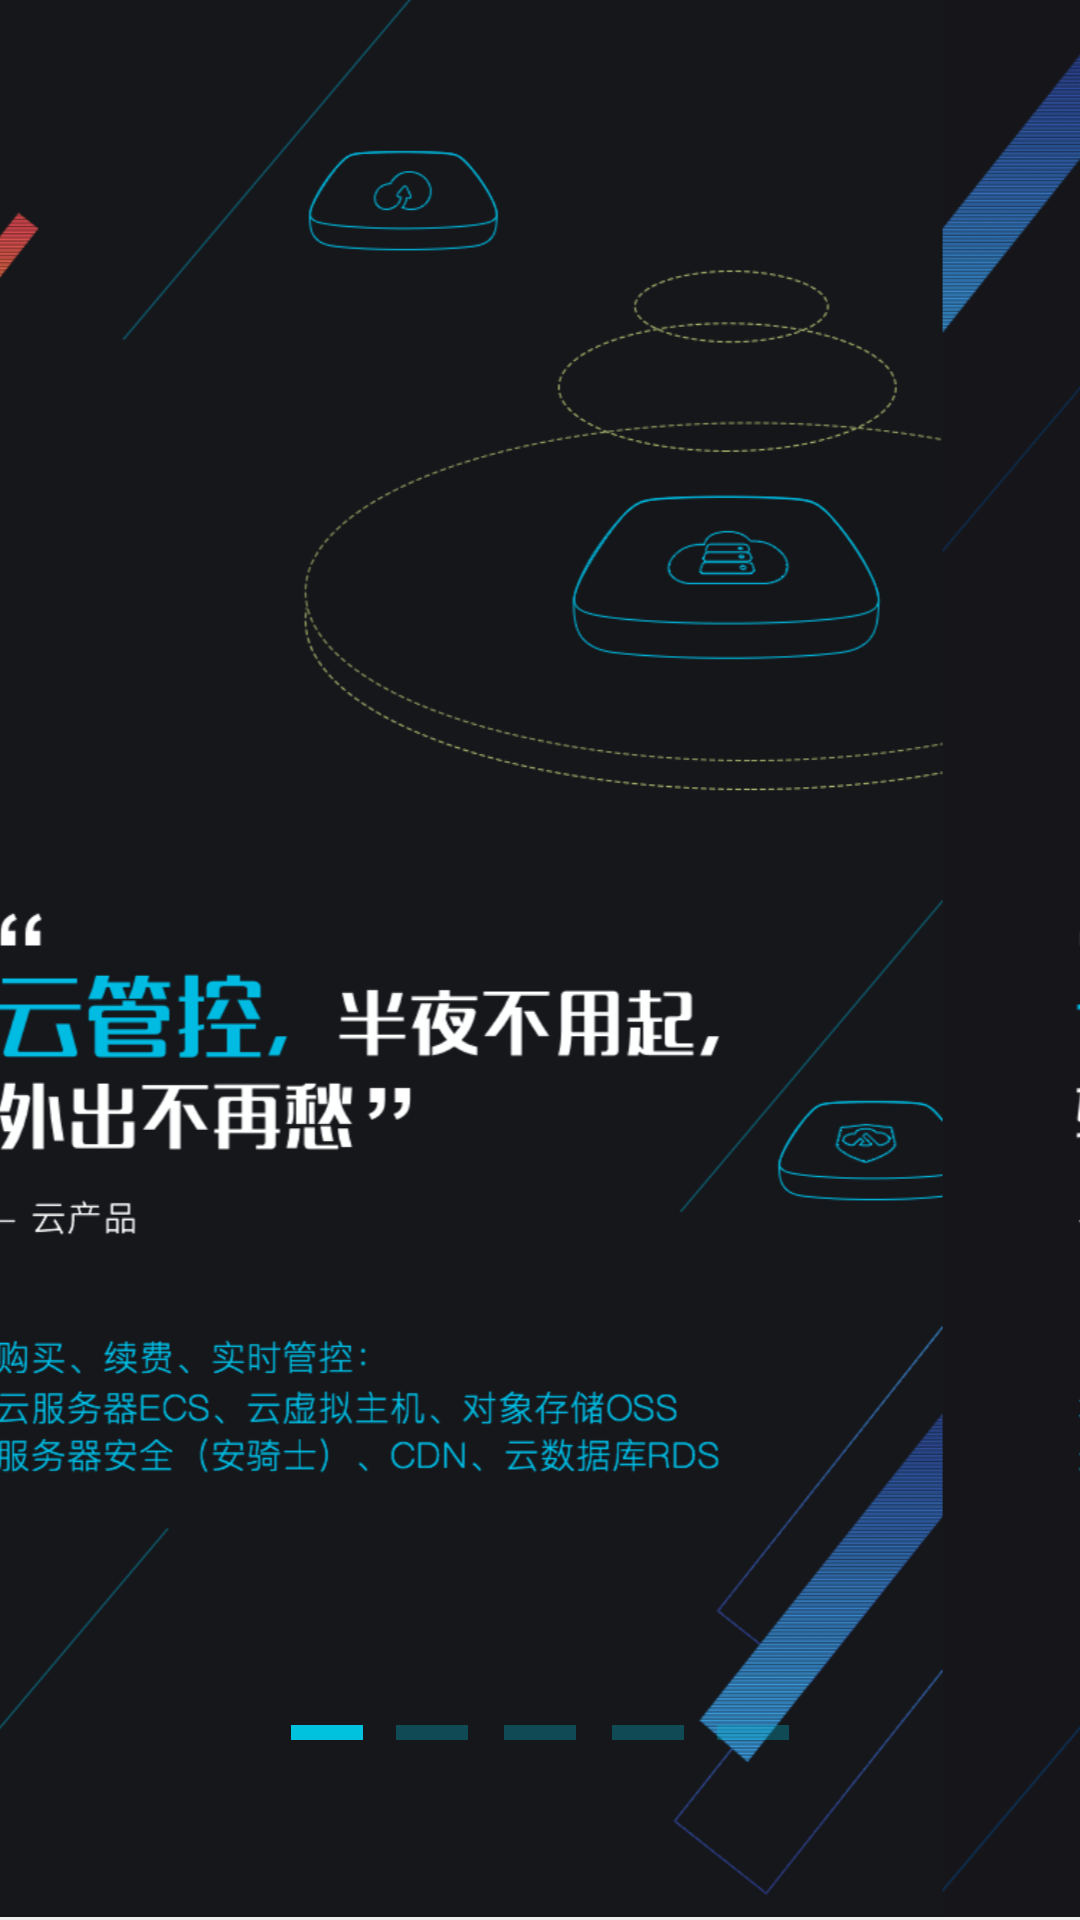 “
云管控，半夜不用起，
外出不再愁”
– 云产品
购买、续费、实时管控：
云服务器ECS、云虚拟主机、对象存储OSS
服务器安全（安骑士）、CDN、云数据库RDS